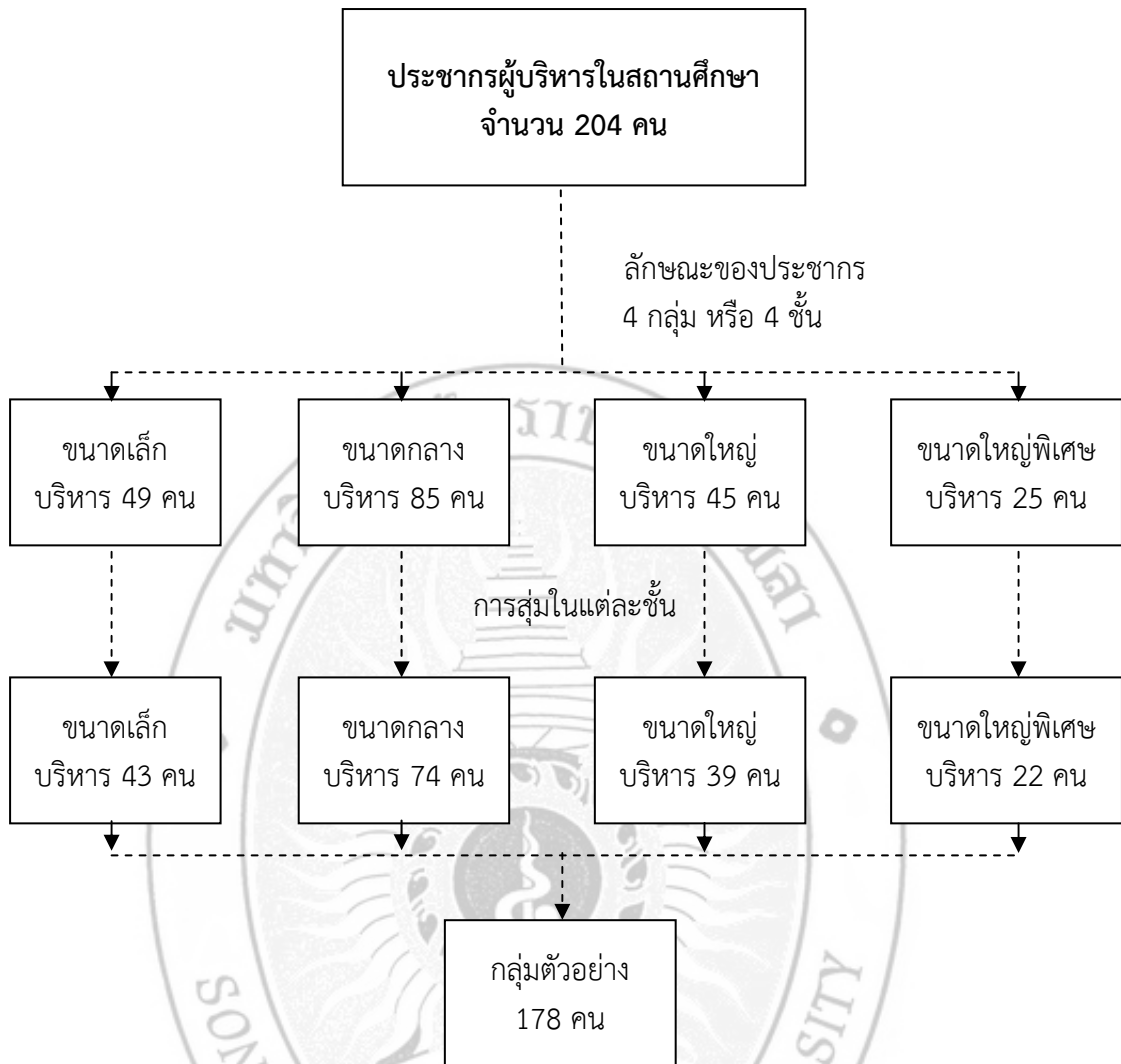 ประชากรผู้บริหารในสถานศึกษา
จำนวน 204 คน
ลักษณะของประชากร
4 กลุ่ม หรือ 4 ชั้น
ขนาดเล็ก
บริหาร 49 คน
ขนาดกลาง
บริหาร 85 คน
ขนาดใหญ่
บริหาร 45 คน
ขนาดใหญ่พิเศษ
บริหาร 25 คน
การสุ่มในแต่ละชั้น
ขนาดเล็ก
บริหาร 43 คน
ขนาดกลาง
บริหาร 74 คน
ขนาดใหญ่
บริหาร 39 คน
ขนาดใหญ่พิเศษ
บริหาร 22 คน
กลุ่มตัวอย่าง
178 คน